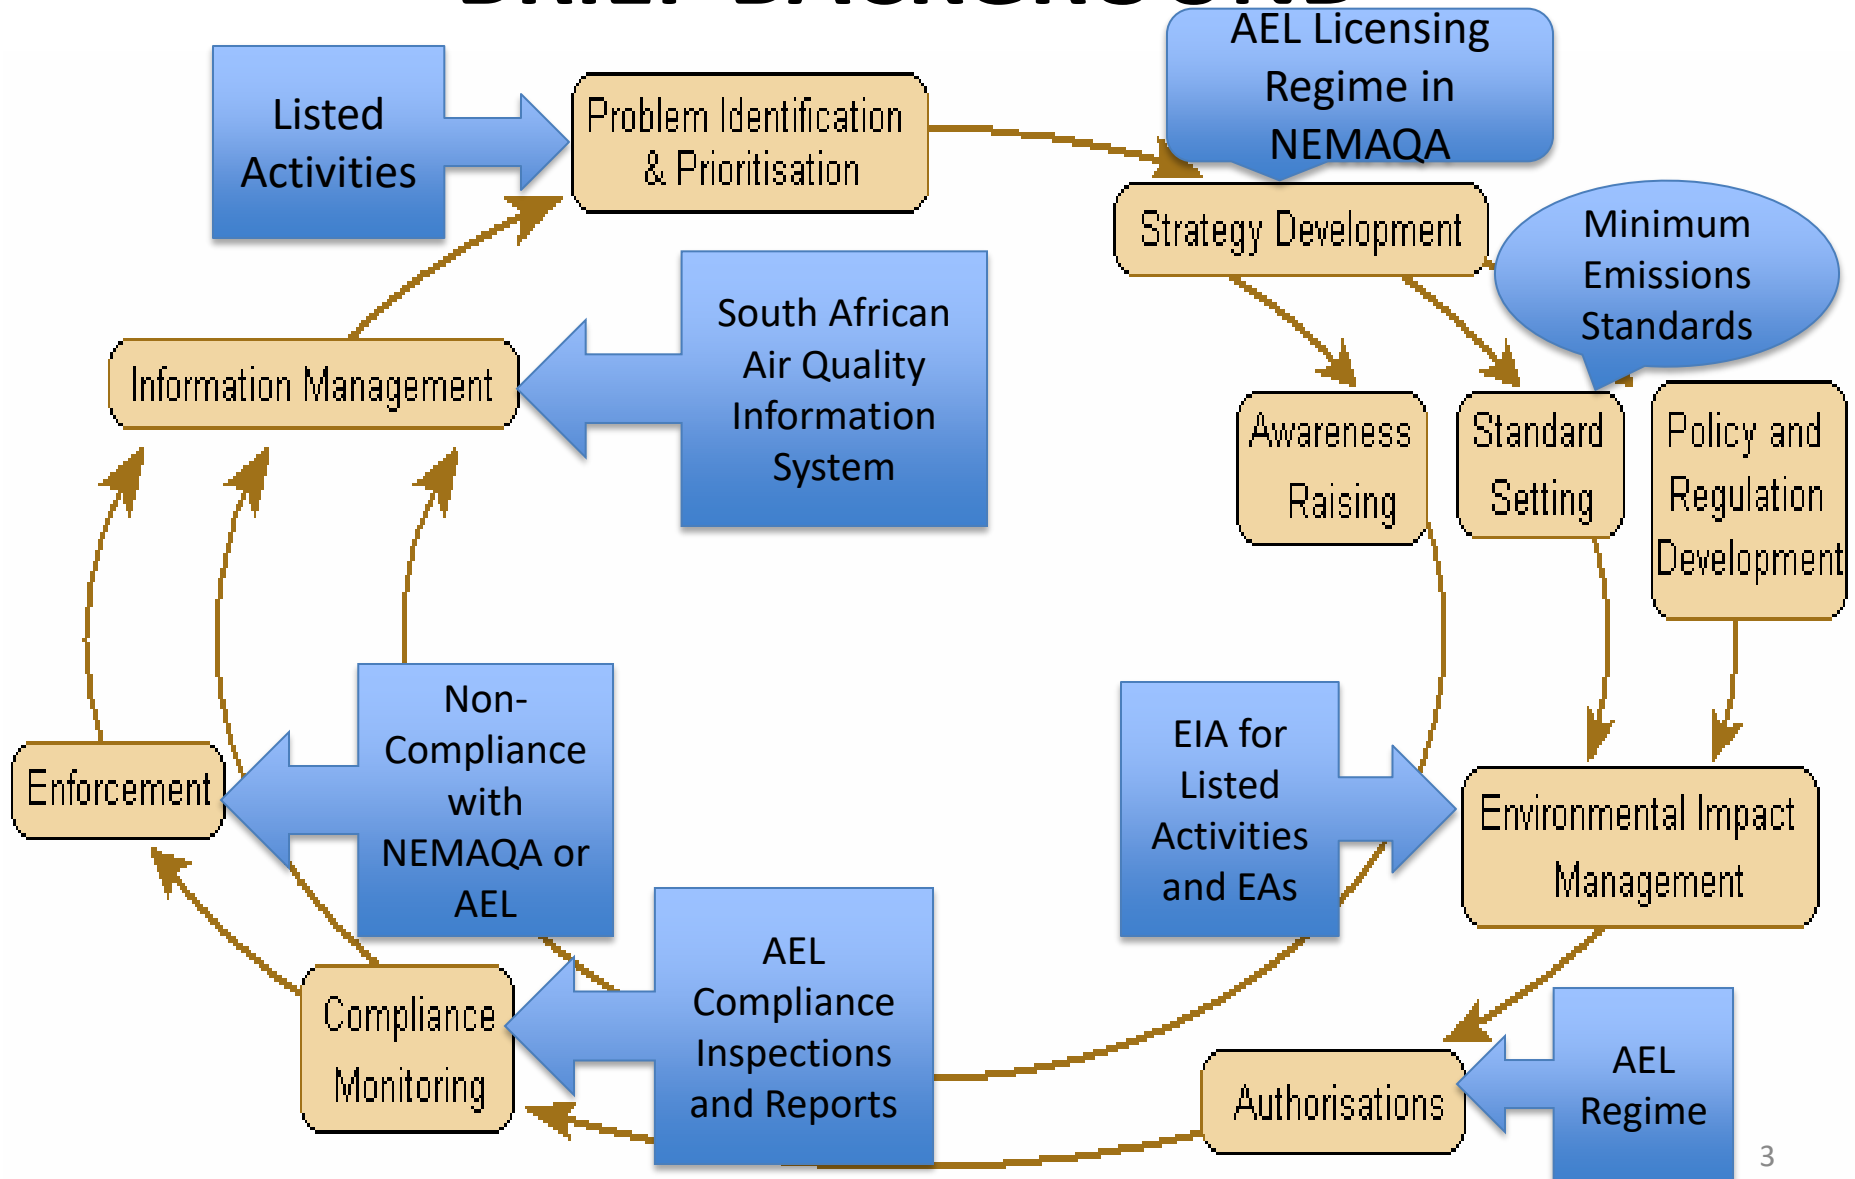 BRIEF BACKGROUND
AEL Licensing
Regime in
NEMAQA
Listed
Activities
Problem Identification
& Prioritisation
Strategy Development
Minimum
Emissions
Standards
South African
Air Quality
Information
System
Information Management
Awareness
Raising
Standard
Setting
Policy and
Regulation
Development
Non-
Compliance
with
NEMAQA or
AEL
Enforcement
EIA for
Listed
Activities
and EAs
Environmental Impact
Management
AEL
Compliance
Inspections
and Reports
Compliance
Monitoring
Authorisations
AEL
Regime
3